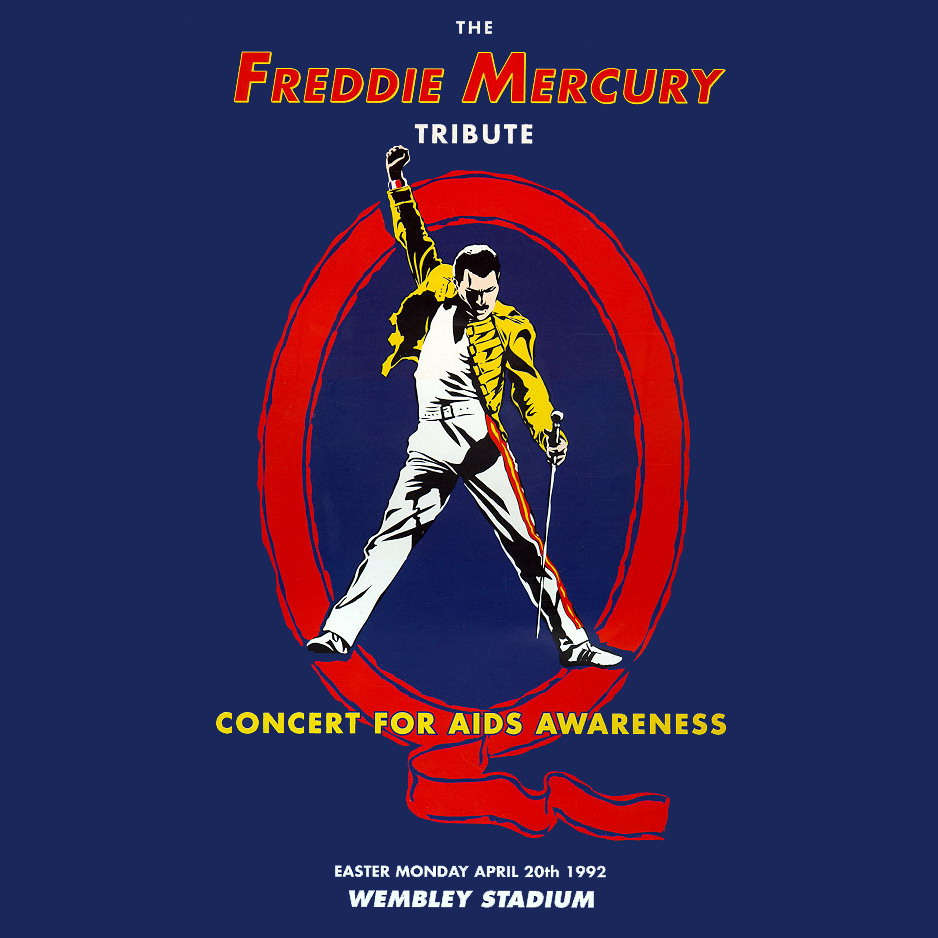 THE
FREDDIE MERCURY
TRIBUTE
CONCERT FOR AIDS AWARENESS
EASTER MONDAY APRIL 20th 1992
WEMBLEY STADIUM